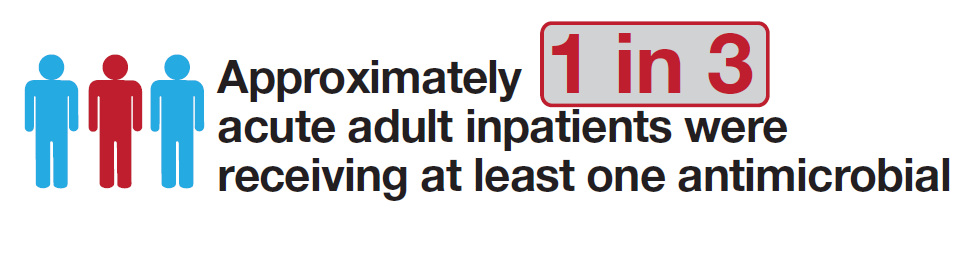 Approximately 1 in 3
acute adult inpatients were
receiving at least one antimicrobial